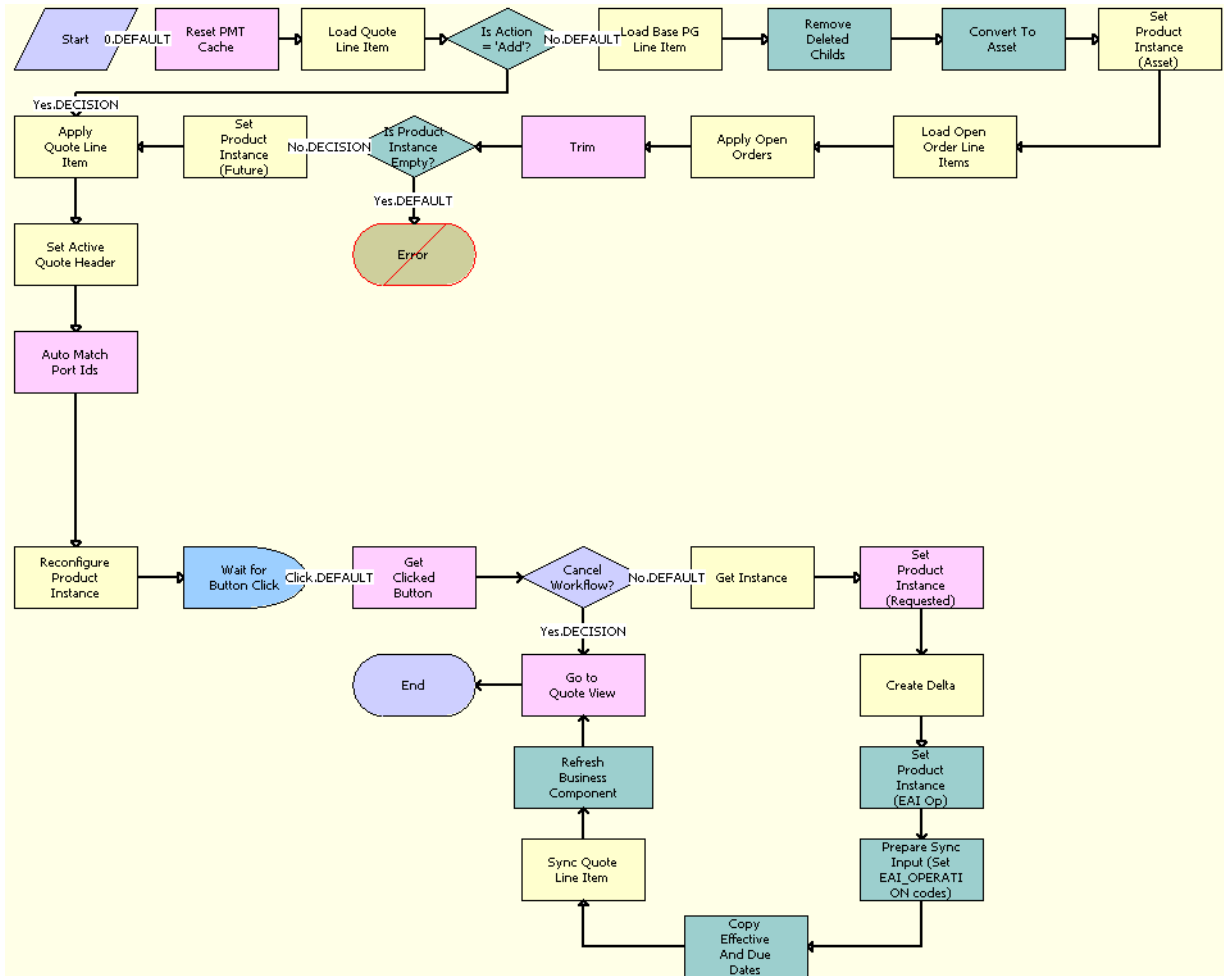 Start
0.DEFAULT
Reset PMT
Cache
Load Quote
Line Item
Is Action
= 'Add'?
No.DEFAULT
Load Base PG
Line Item
Remove
Deleted
Childs
Convert To
Asset
Set
Product
Instance
(Asset)
Yes.DECISION
Apply
Quote Line
Item
Set
Product
Instance
(Future)
No.DECISION
Is Product
Instance
Empty?
Trim
Apply Open
Orders
Load Open
Order Line
Items
Yes.DEFAULT
Set Active
Quote Header
Error
Auto Match
Port Ids
Reconfigure
Product
Instance
Wait for
Button Click
Click.DEFAULT
Get
Clicked
Button
Cancel
Workflow?
No.DEFAULT
Get Instance
Set
Product
Instance
(Requested)
Yes.DECISION
End
Go to
Quote View
Create Delta
Refresh
Business
Component
Set
Product
Instance
(EAI Op)
Sync Quote
Line Item
Prepare Sync
Input (Set
EAI_OPERATI
ON codes)
Copy
Effective
And Due
Dates